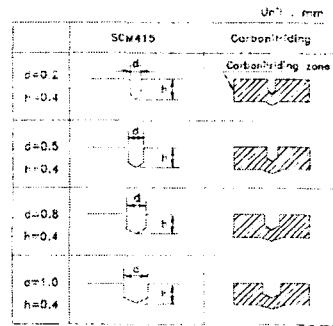 Unit : mm
SCM415 Carbonitriding
d=0.2
h=0.4
d
h
Carbonitriding zone
d=0.5
h=0.4
d
h
d=0.8
h=0.4
d
h
d=1.0
h=0.4
d
h